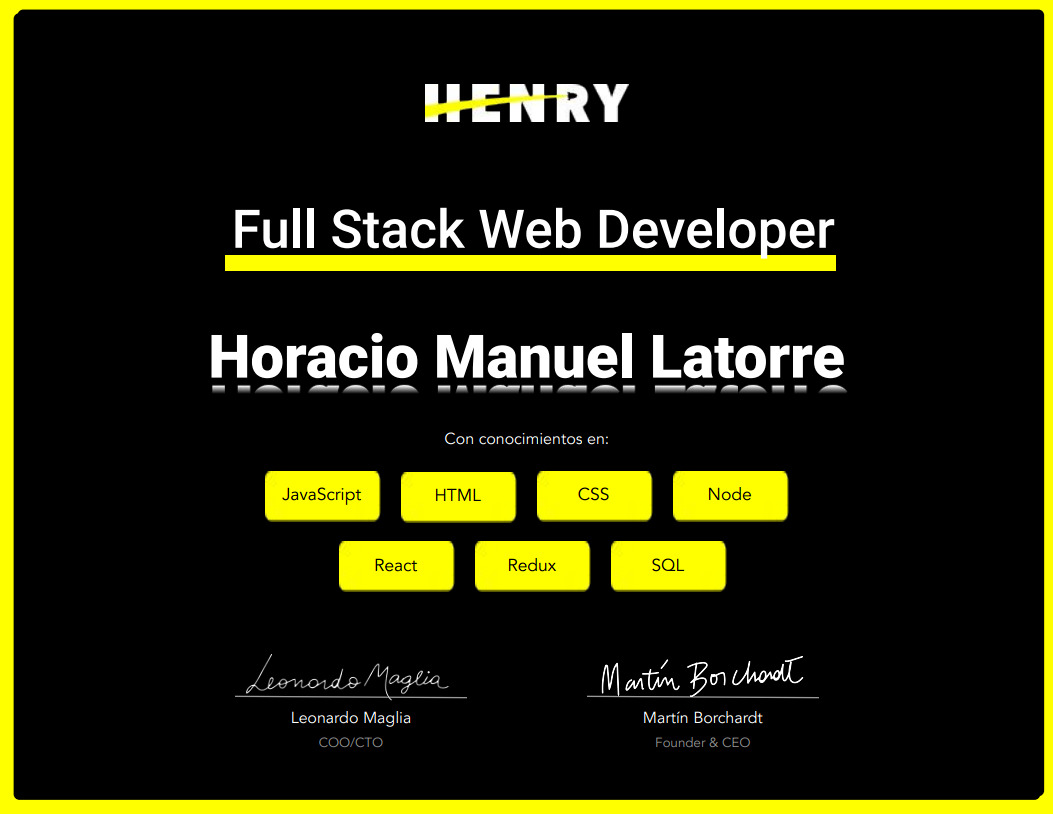 HENRY
Full Stack Web Developer
Horacio Manuel Latorre
Con conocimientos en:
JavaScript HTML CSS Node
React Redux SQL
Leonardo Maglia Martín Borchardt
Leonardo Maglia Martín Borchardt
COO/CTO Founder & CEO